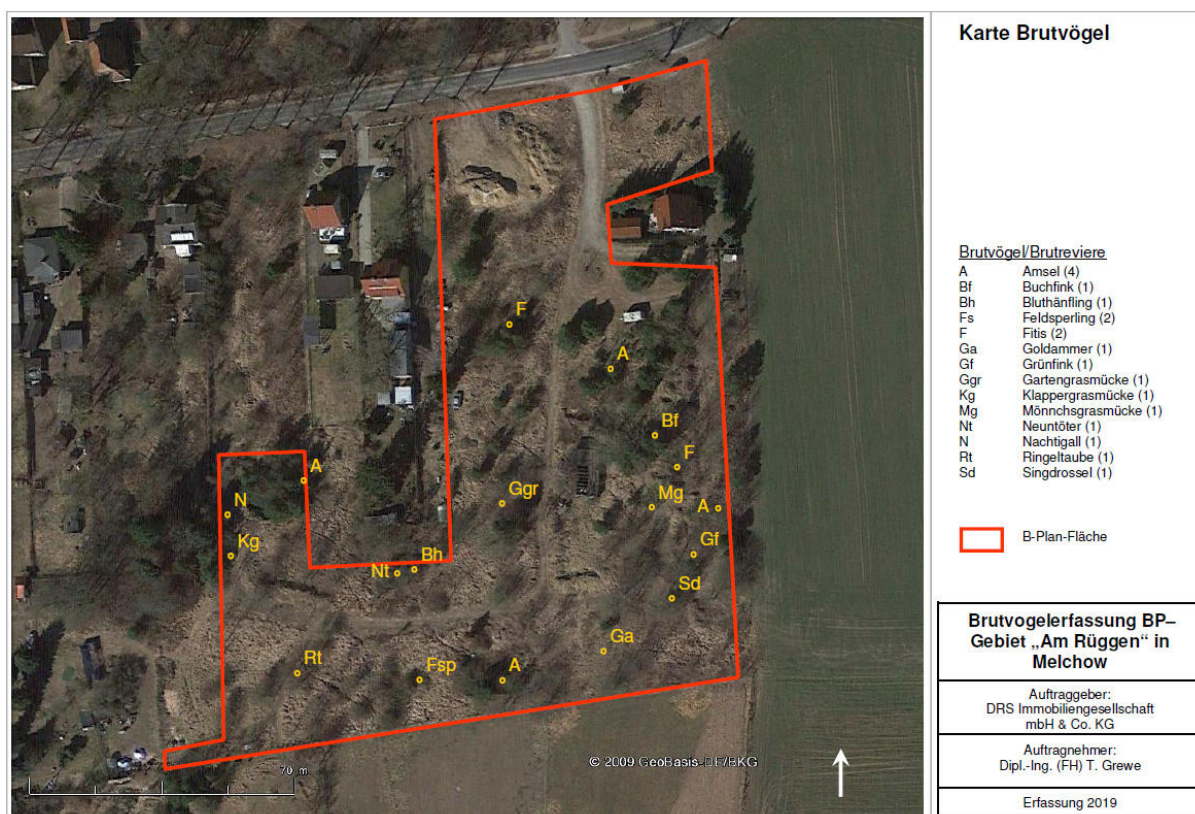 Karte Brutvögel
Brutvögel/Brutreviere
A Amsel (4)
Bf Buchfink (1)
Bh Bluthänfling (1)
Fs Feldsperling (2)
F Fitis (2)
Ga Goldammer (1)
Gf Grünfink (1)
Ggr Gartengrasmücke (1)
Kg Klappergrasmücke (1)
Mg Mönnchsgrasmücke (1)
Nt Neuntöter (1)
N Nachtigall (1)
Rt Ringeltaube (1)
Sd Singdrossel (1)
B-Plan-Fläche
Brutvogelerfassung BP–
Gebiet „Am Rüggen“ in
Melchow
Auftraggeber:
DRS Immobiliengesellschaft
mbH & Co. KG
Auftragnehmer:
Dipl.-Ing. (FH) T. Grewe
Erfassung 2019
F
A
Bf
F
A
Ggr
Mg
A
N
Gf
Kg
Nt
Bh
Sd
Ga
Rt
Fsp
A
© 2009 GeoBasis-DE/BKG
70 m